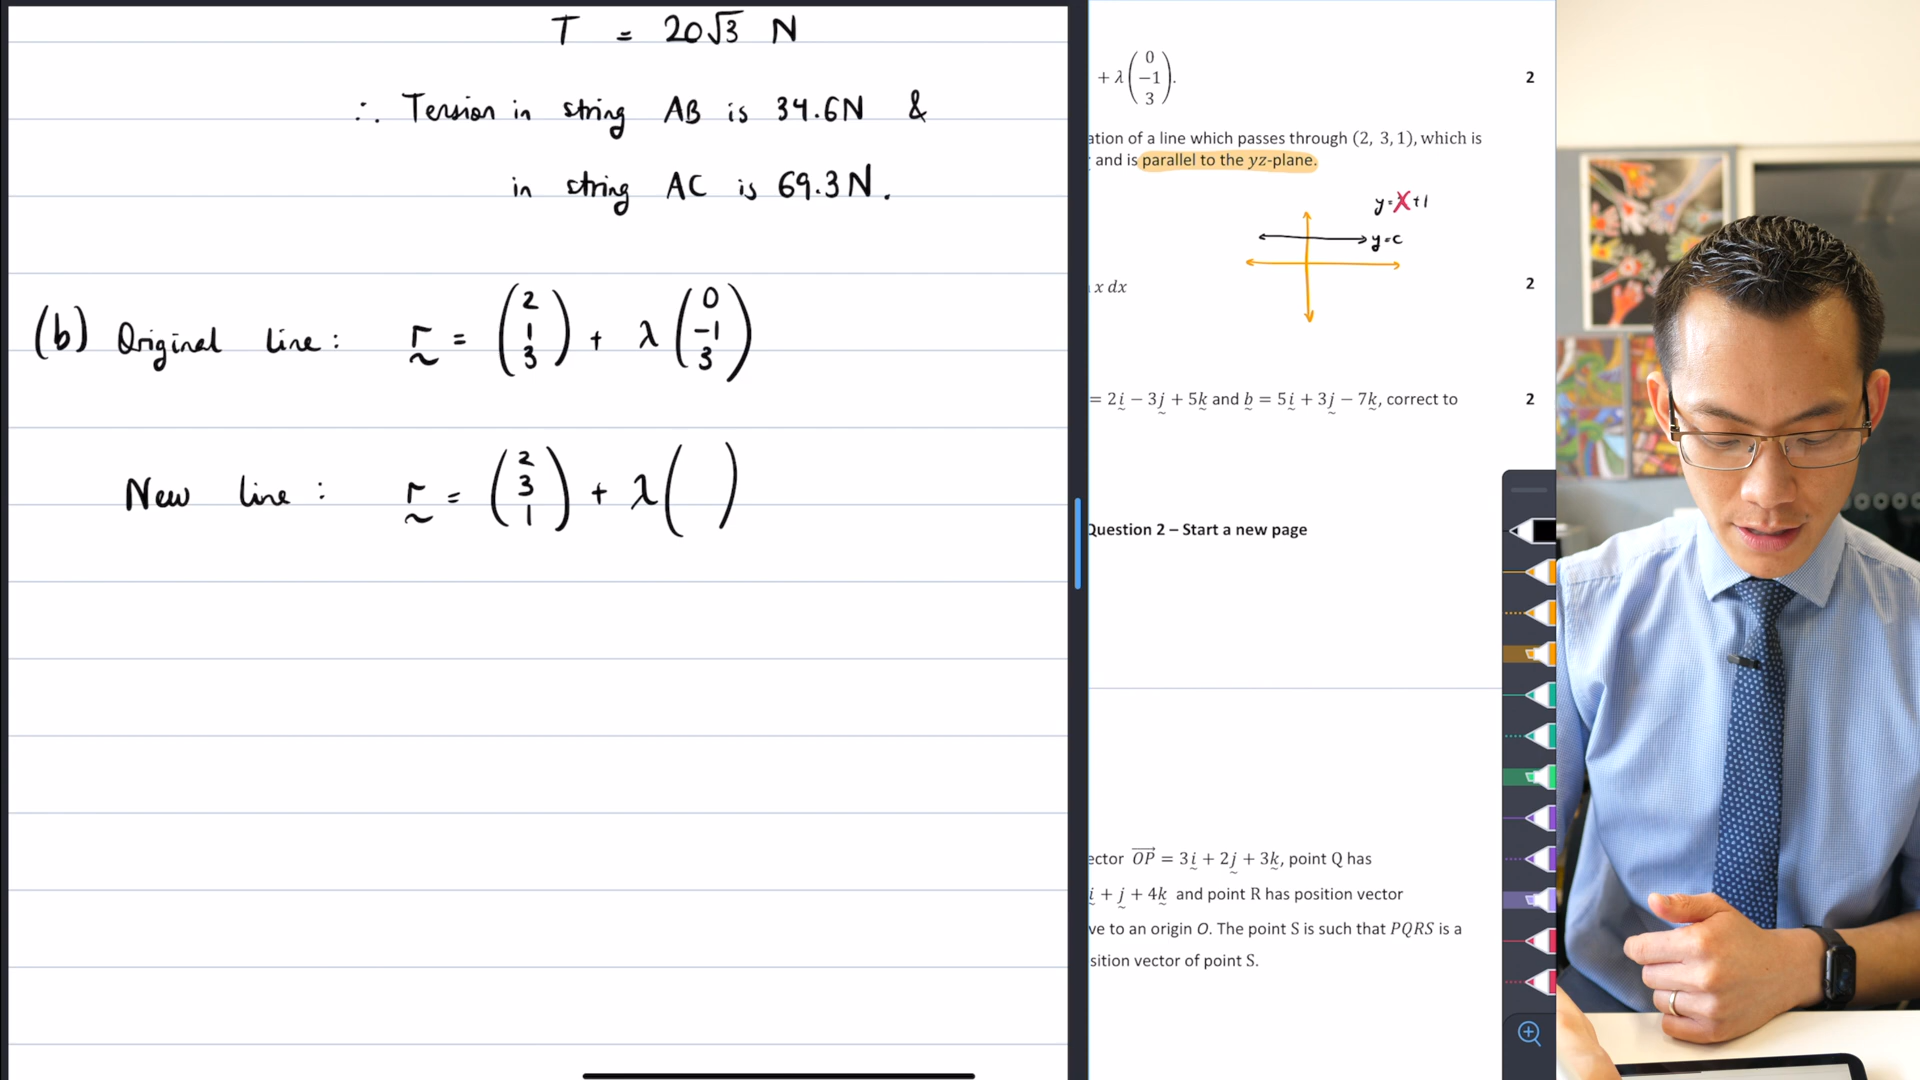 T = 20√3 N
∴ Tension in string AB is 34.6N &
in string AC is 69.3N.
(b) Original line: r = (2 1 3) + λ(0 -1 3)
New line: r = (2 3 1) + λ( )
+ λ(0 −1 3). 2
ation of a line which passes through (2, 3, 1), which is
and is parallel to the yz-plane.
y=x+1
y=c
x dx 2
= 2i − 3j + 5k and b = 5i + 3j − 7k, correct to 2
Question 2 – Start a new page
ector OP = 3i + 2j + 3k, point Q has
i + j + 4k and point R has position vector
ve to an origin O. The point S is such that PQRS is a
sition vector of point S.